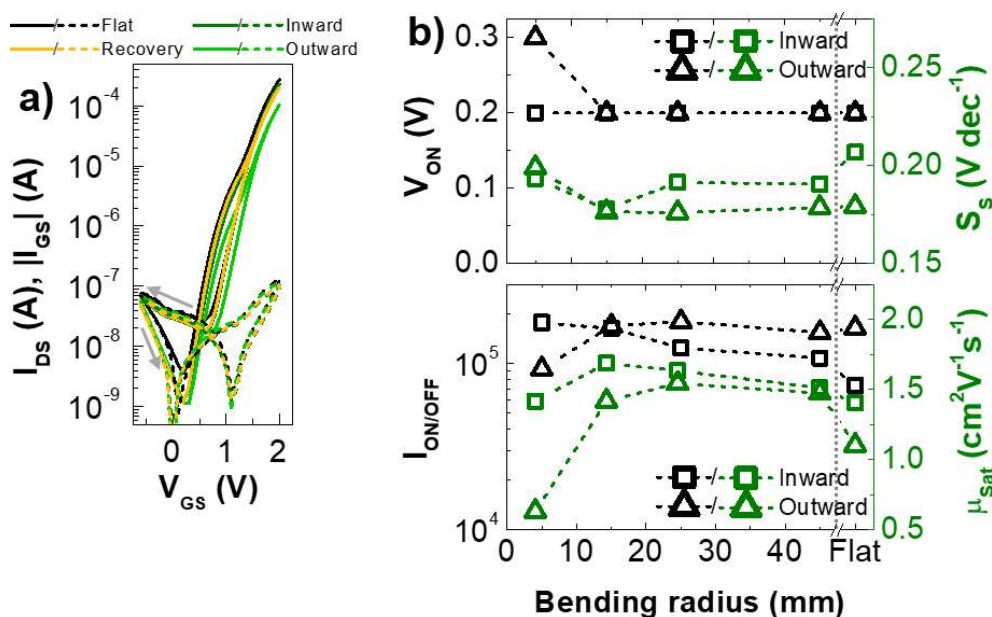 Flat
Inward
Recovery
Outward
a)
10⁻⁴
10⁻⁵
10⁻⁶
10⁻⁷
10⁻⁸
10⁻⁹
I_DS (A), |I_GS| (A)
0 1 2
V_GS (V)
b)
0.3
0.2
0.1
0.0
V_ON (V)
/ Inward
/ Outward
0.25
0.20
0.15
S_S (V dec⁻¹)
10⁵
10⁴
I_ON/OFF
/ Inward
/ Outward
2.0
1.5
1.0
0.5
μ_sat (cm²V⁻¹s⁻¹)
0 10 20 30 40 Flat
Bending radius (mm)